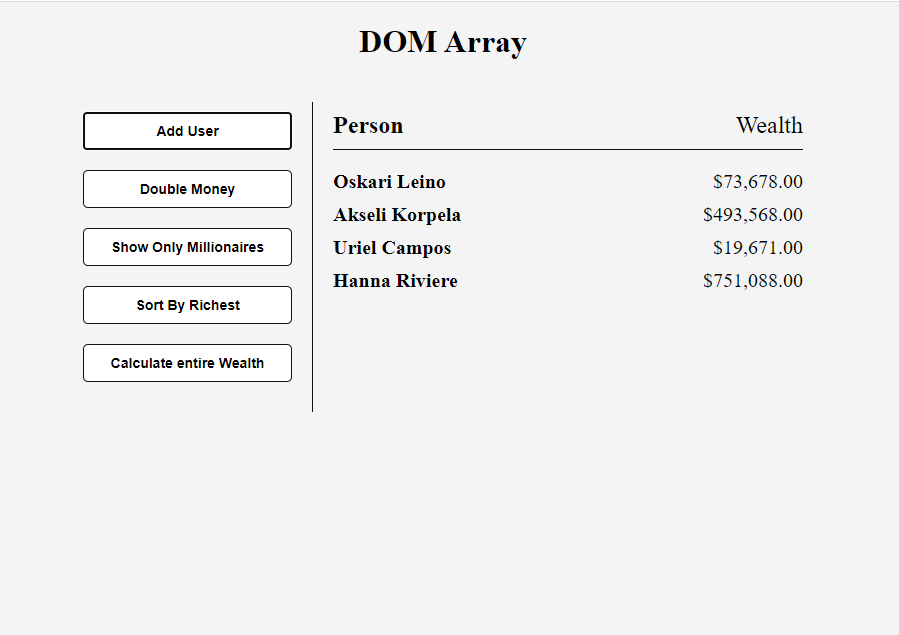 DOM Array
Add User
Double Money
Show Only Millionaires
Sort By Richest
Calculate entire Wealth
Person Wealth
Oskari Leino $73,678.00
Akseli Korpela $493,568.00
Uriel Campos $19,671.00
Hanna Riviere $751,088.00